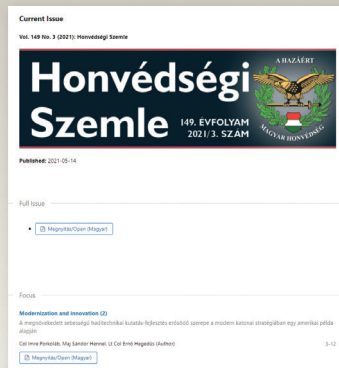 Current Issue
Vol. 149 No. 3 (2021): Honvédségi Szemle
Honvédségi
Szemle
149. ÉVFOLYAM
2021/3. SZÁM
A HAZÁÉRT
MAGYAR HONVÉDSÉG
Published: 2021-05-14
Full Issue
Megnyitás/Open (Magyar)
Focus
Modernization and innovation (2)
A megnövekedett sebességű haditechnikai kutatás-fejlesztés erősödő szerepe a modern katonai stratégiában egy amerikai példa
alapján
Col Imre Porkoláb, Maj Sándor Hennel, Lt Col Ernő Hegedűs (Author)
3-12
Megnyitás/Open (Magyar)